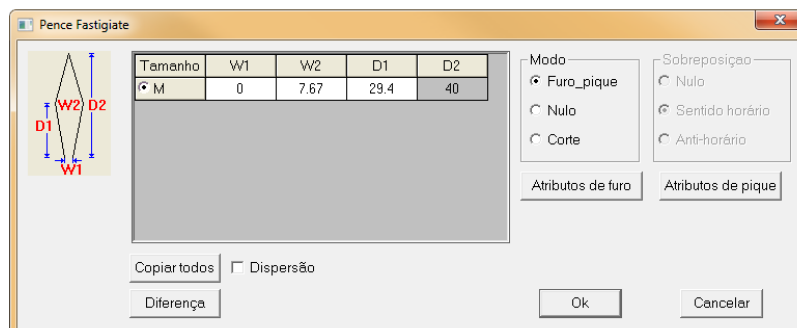 Pence Fastigiate
W2 D2
D1
W1
Tamanho W1 W2 D1 D2
M 0 7.67 29.4 40
Modo
Furo_pique
Nulo
Corte
Sobreposiçao
Nulo
Sentido horário
Anti-horário
Atributos de furo
Atributos de pique
Copiar todos
Dispersão
Diferença
Ok
Cancelar